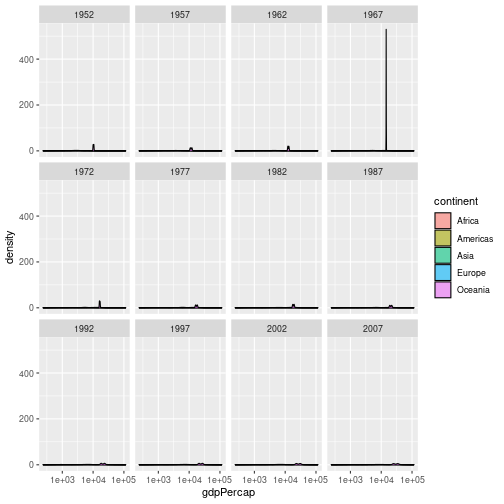 1952 1957 1962 1967
400
200
0
1972 1977 1982 1987
400
200
0
1992 1997 2002 2007
400
200
0
1e+03 1e+04 1e+05 1e+03 1e+04 1e+05 1e+03 1e+04 1e+05 1e+03 1e+04 1e+05
gdpPercap
density
continent
Africa
Americas
Asia
Europe
Oceania